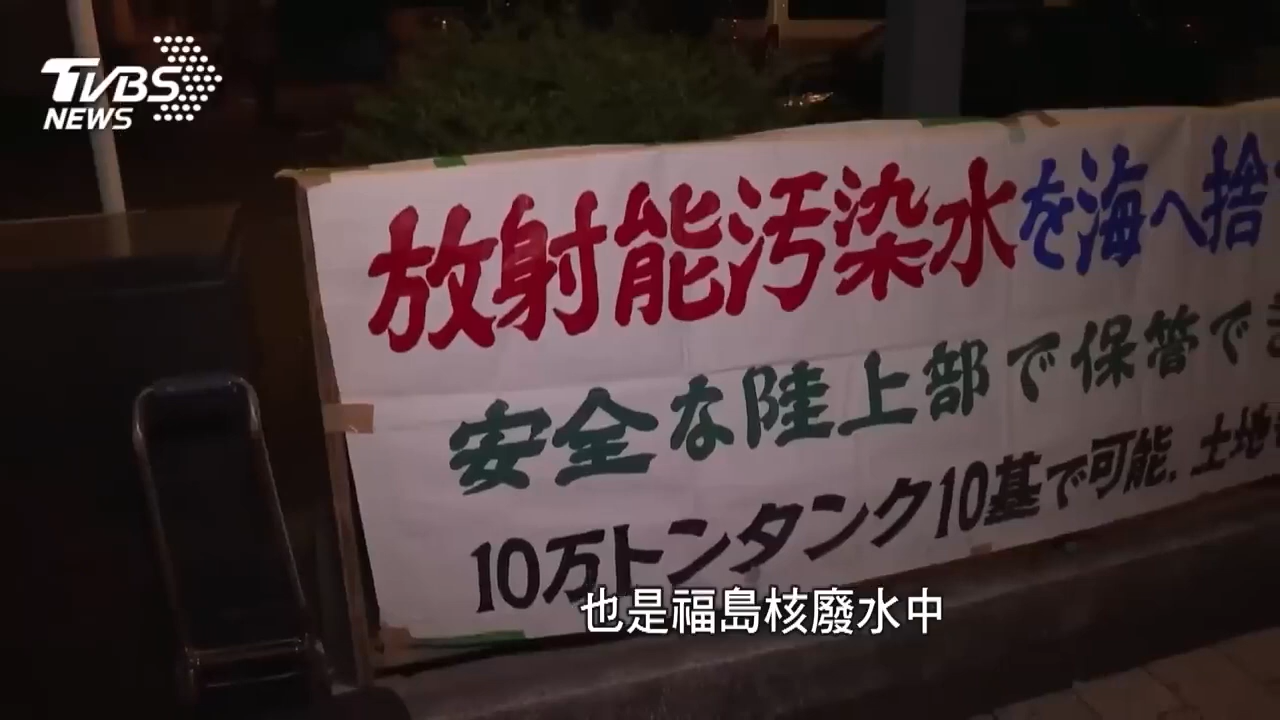 TVBS
NEWS
放射能汚染水を海へ捨
安全な陸上部で保管で
10万トンタンク10基で可能.土地
也是福島核廢水中